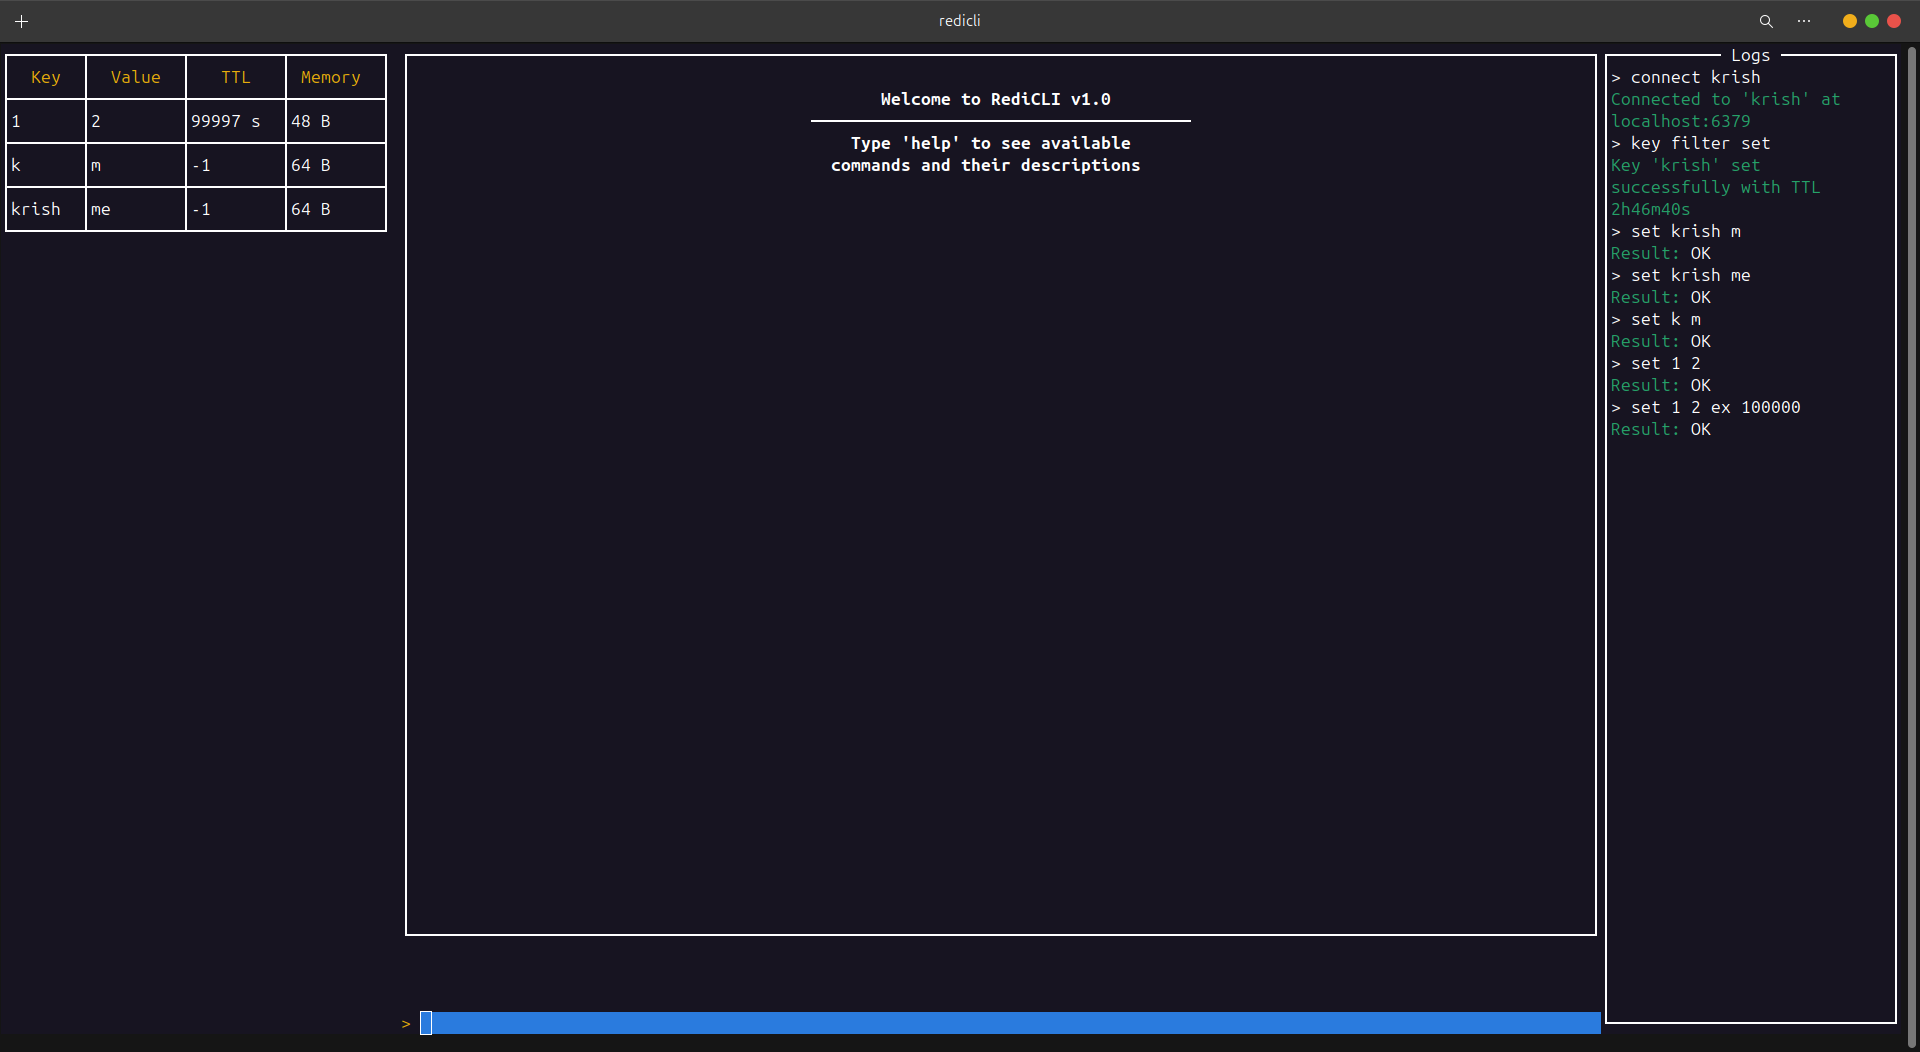 redicli
Key Value TTL Memory
1 2 99997 s 48 B
k m -1 64 B
krish me -1 64 B
Welcome to RediCLI v1.0
Type 'help' to see available
commands and their descriptions
>
Logs
> connect krish
Connected to 'krish' at
localhost:6379
> key filter set
Key 'krish' set
successfully with TTL
2h46m40s
> set krish m
Result: OK
> set krish me
Result: OK
> set k m
Result: OK
> set 1 2
Result: OK
> set 1 2 ex 100000
Result: OK